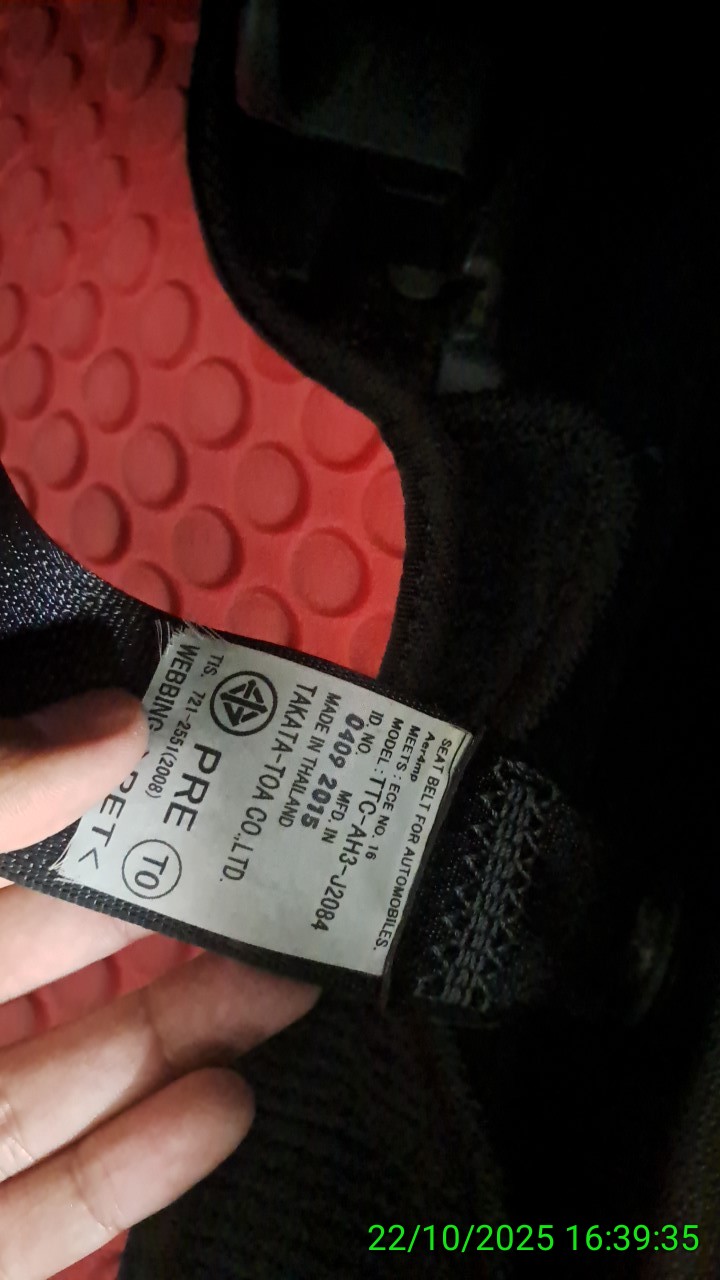 SEAT BELT FOR AUTOMOBILES.
Aer4mp
MEETS : ECE NO. 16
MODEL : TTC-AH3-J2084
ID. NO. MFD. IN
0409 2015
MADE IN THAILAND
TAKATA-TOA CO.,LTD.
PRE TO
TIS. 721-2551(2008)
WEBBING PET<
22/10/2025 16:39:35